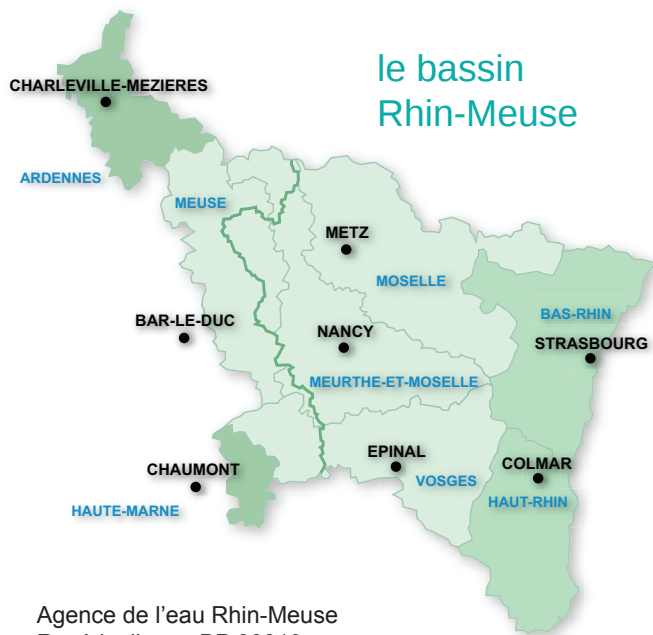 le bassin
Rhin-Meuse
CHARLEVILLE-MEZIERES
ARDENNES
MEUSE
METZ
MOSELLE
BAR-LE-DUC
NANCY
BAS-RHIN
STRASBOURG
MEURTHE-ET-MOSELLE
EPINAL
CHAUMONT
VOSGES
COLMAR
HAUT-RHIN
HAUTE-MARNE
Agence de l'eau Rhin-Meuse